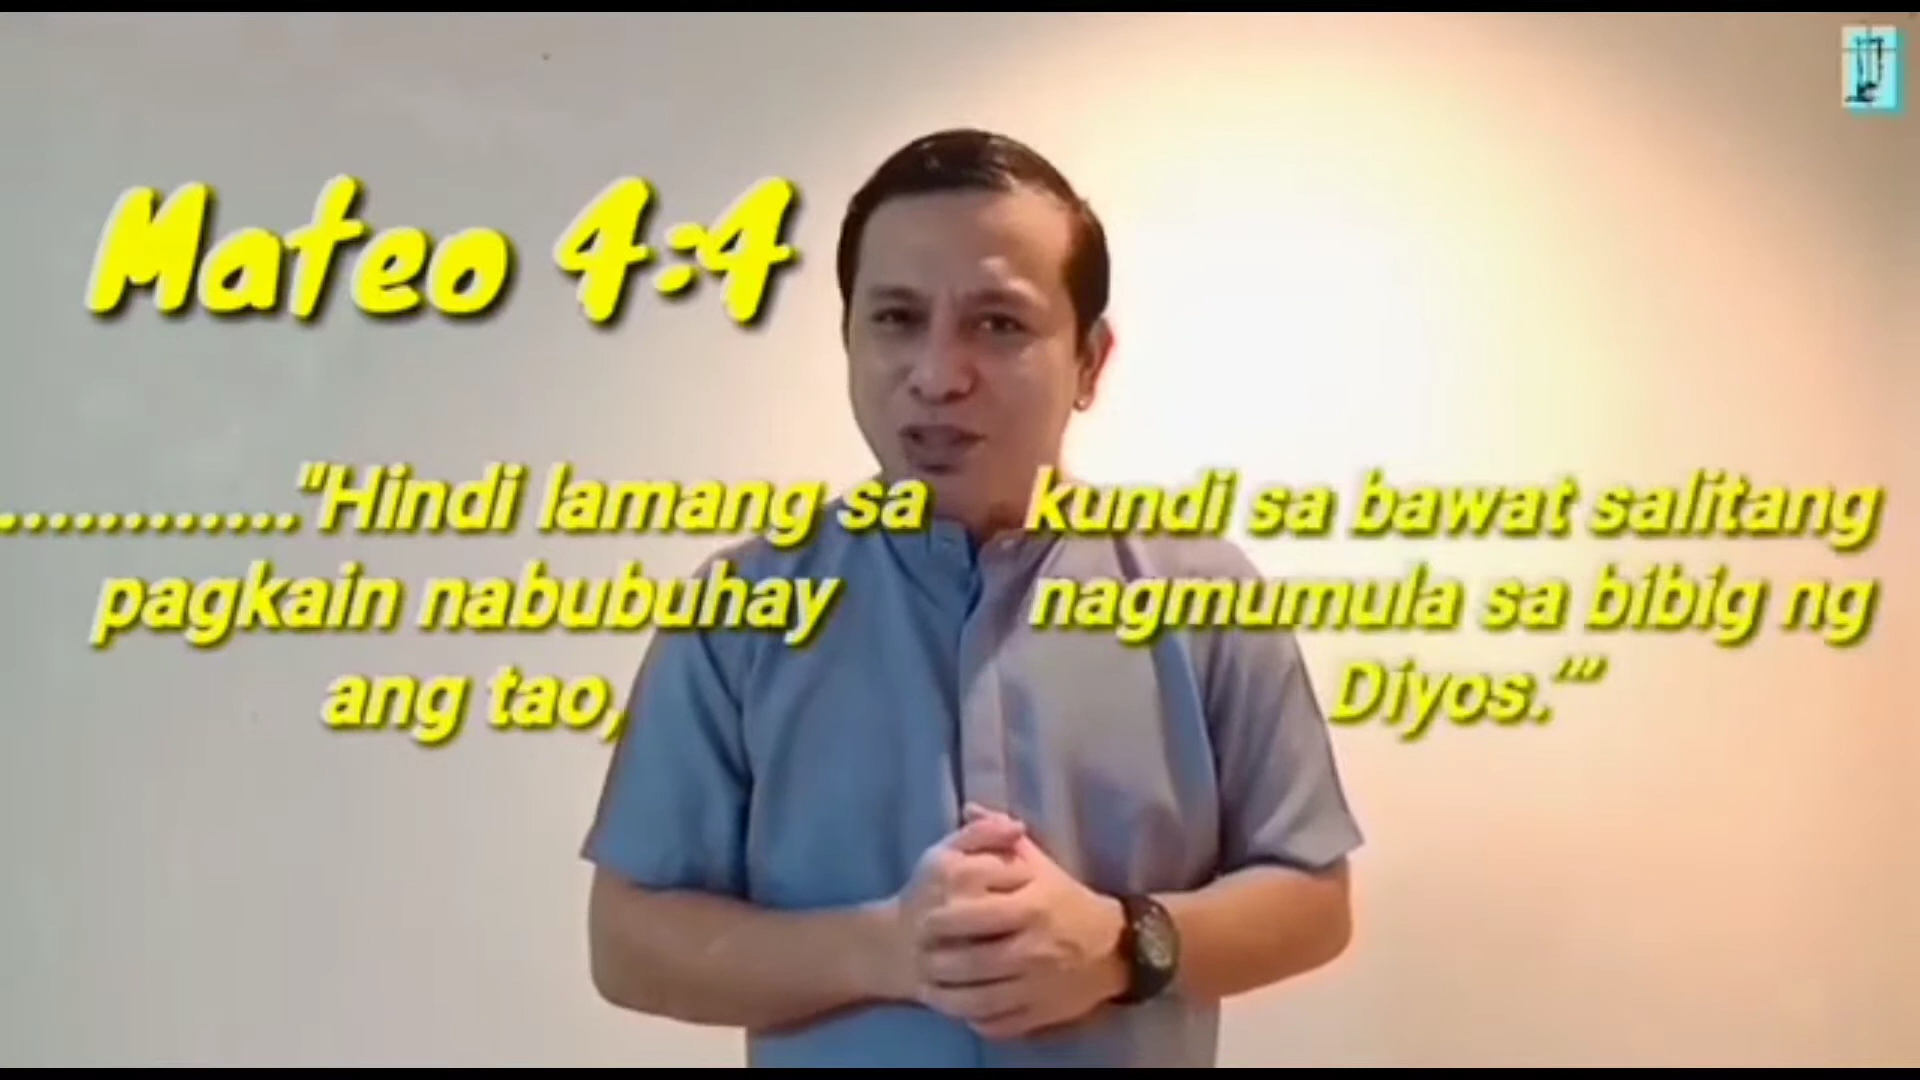 Mateo 4:4
............"Hindi lamang sa
pagkain nabubuhay
ang tao,
kundi sa bawat salitang
nagmumula sa bibig ng
Diyos.’”